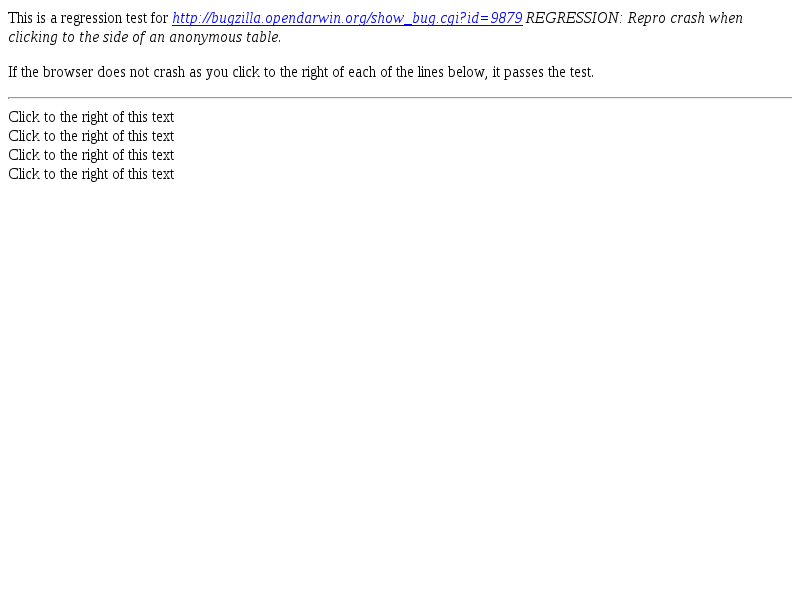 This is a regression test for http://bugzilla.opendarwin.org/show_bug.cgi?id=9879 REGRESSION: Repro crash when
clicking to the side of an anonymous table.
If the browser does not crash as you click to the right of each of the lines below, it passes the test.
Click to the right of this text
Click to the right of this text
Click to the right of this text
Click to the right of this text